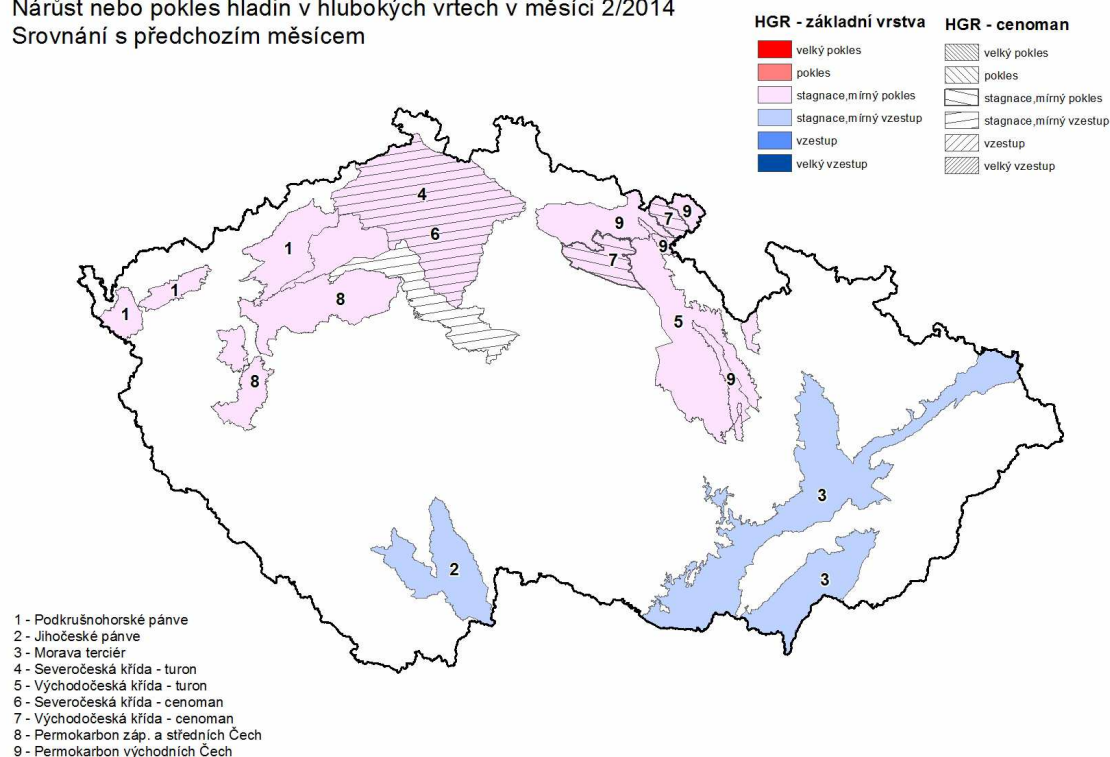 Nárůst nebo pokles hladin v hlubokých vrtech v měsíci 2/2014
Srovnání s předchozím měsícem
HGR - základní vrstva
velký pokles
pokles
stagnace,mírný pokles
stagnace,mírný vzestup
vzestup
velký vzestup
HGR - cenoman
velký pokles
pokles
stagnace,mírný pokles
stagnace,mírný vzestup
vzestup
velký vzestup
4
9
7
9
6
9
1
7
1
8
1
5
9
8
3
2
3
1 - Podkrušnohorské pánve
2 - Jihočeské pánve
3 - Morava terciér
4 - Severočeská křída - turon
5 - Východočeská křída - turon
6 - Severočeská křída - cenoman
7 - Východočeská křída - cenoman
8 - Permokarbon záp. a středních Čech
9 - Permokarbon východních Čech